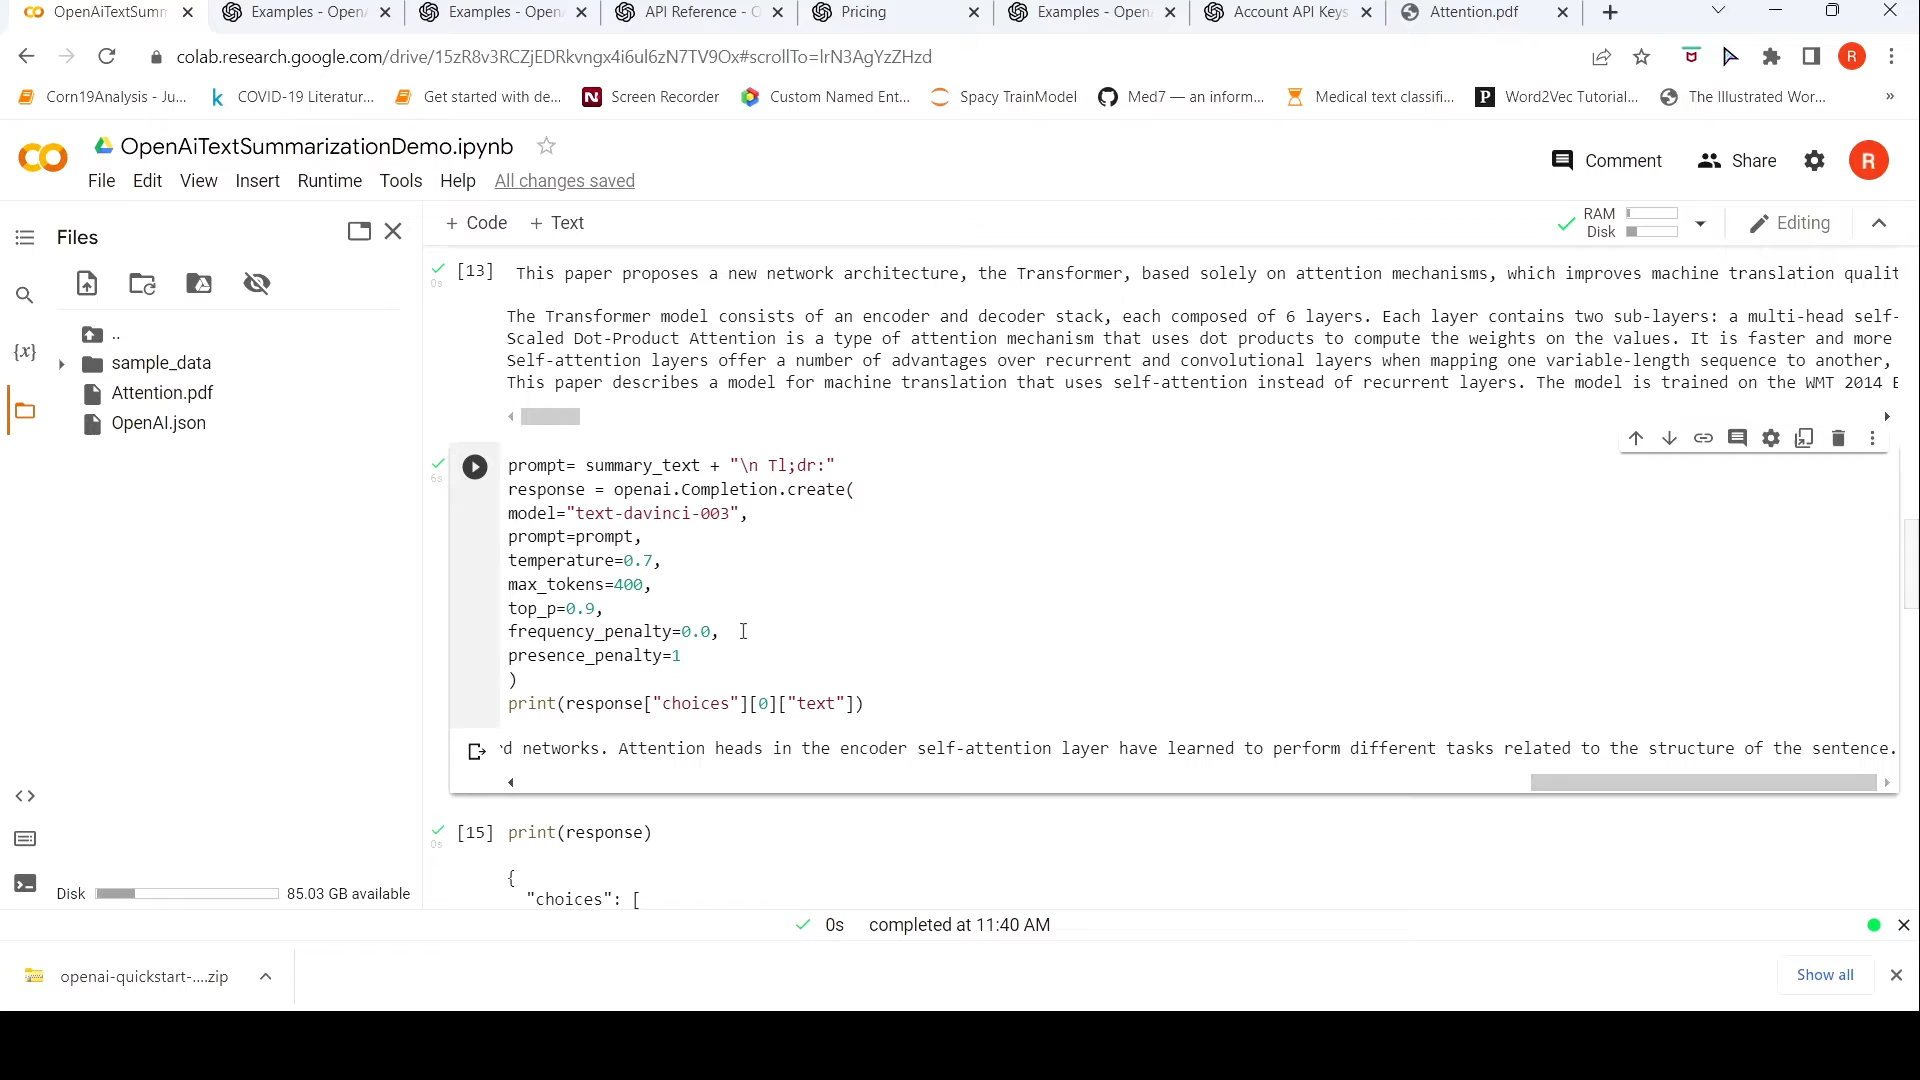 OpenAiTextSumm
Examples - Open
Examples - Open
API Reference - O
Pricing
Examples - Open
Account API Keys
Attention.pdf
colab.research.google.com/drive/15zR8v3RCZjEDRkvngx4i6ul6zN7TV9Ox#scrollTo=lrN3AgYzZHzd
R
Corn19Analysis - Ju...
COVID-19 Literatur...
Get started with de...
Screen Recorder
Custom Named Ent...
Spacy TrainModel
Med7 — an inform...
Medical text classifi...
Word2Vec Tutorial...
The Illustrated Wor...
»
OpenAiTextSummarizationDemo.ipynb
File Edit View Insert Runtime Tools Help All changes saved
Comment
Share
R
Files
+ Code + Text
RAM
Disk
Editing
..
sample_data
Attention.pdf
OpenAI.json
{x}
[13] This paper proposes a new network architecture, the Transformer, based solely on attention mechanisms, which improves machine translation qualit
0s
The Transformer model consists of an encoder and decoder stack, each composed of 6 layers. Each layer contains two sub-layers: a multi-head self-
Scaled Dot-Product Attention is a type of attention mechanism that uses dot products to compute the weights on the values. It is faster and more
Self-attention layers offer a number of advantages over recurrent and convolutional layers when mapping one variable-length sequence to another,
This paper describes a model for machine translation that uses self-attention instead of recurrent layers. The model is trained on the WMT 2014 E
6s
prompt= summary_text + "\n Tl;dr:"
response = openai.Completion.create(
model="text-davinci-003",
prompt=prompt,
temperature=0.7,
max_tokens=400,
top_p=0.9,
frequency_penalty=0.0,
presence_penalty=1
)
print(response["choices"][0]["text"])
rd networks. Attention heads in the encoder self-attention layer have learned to perform different tasks related to the structure of the sentence.
[15] print(response)
0s
{
"choices": [
Disk
85.03 GB available
0s completed at 11:40 AM
openai-quickstart-....zip
Show all